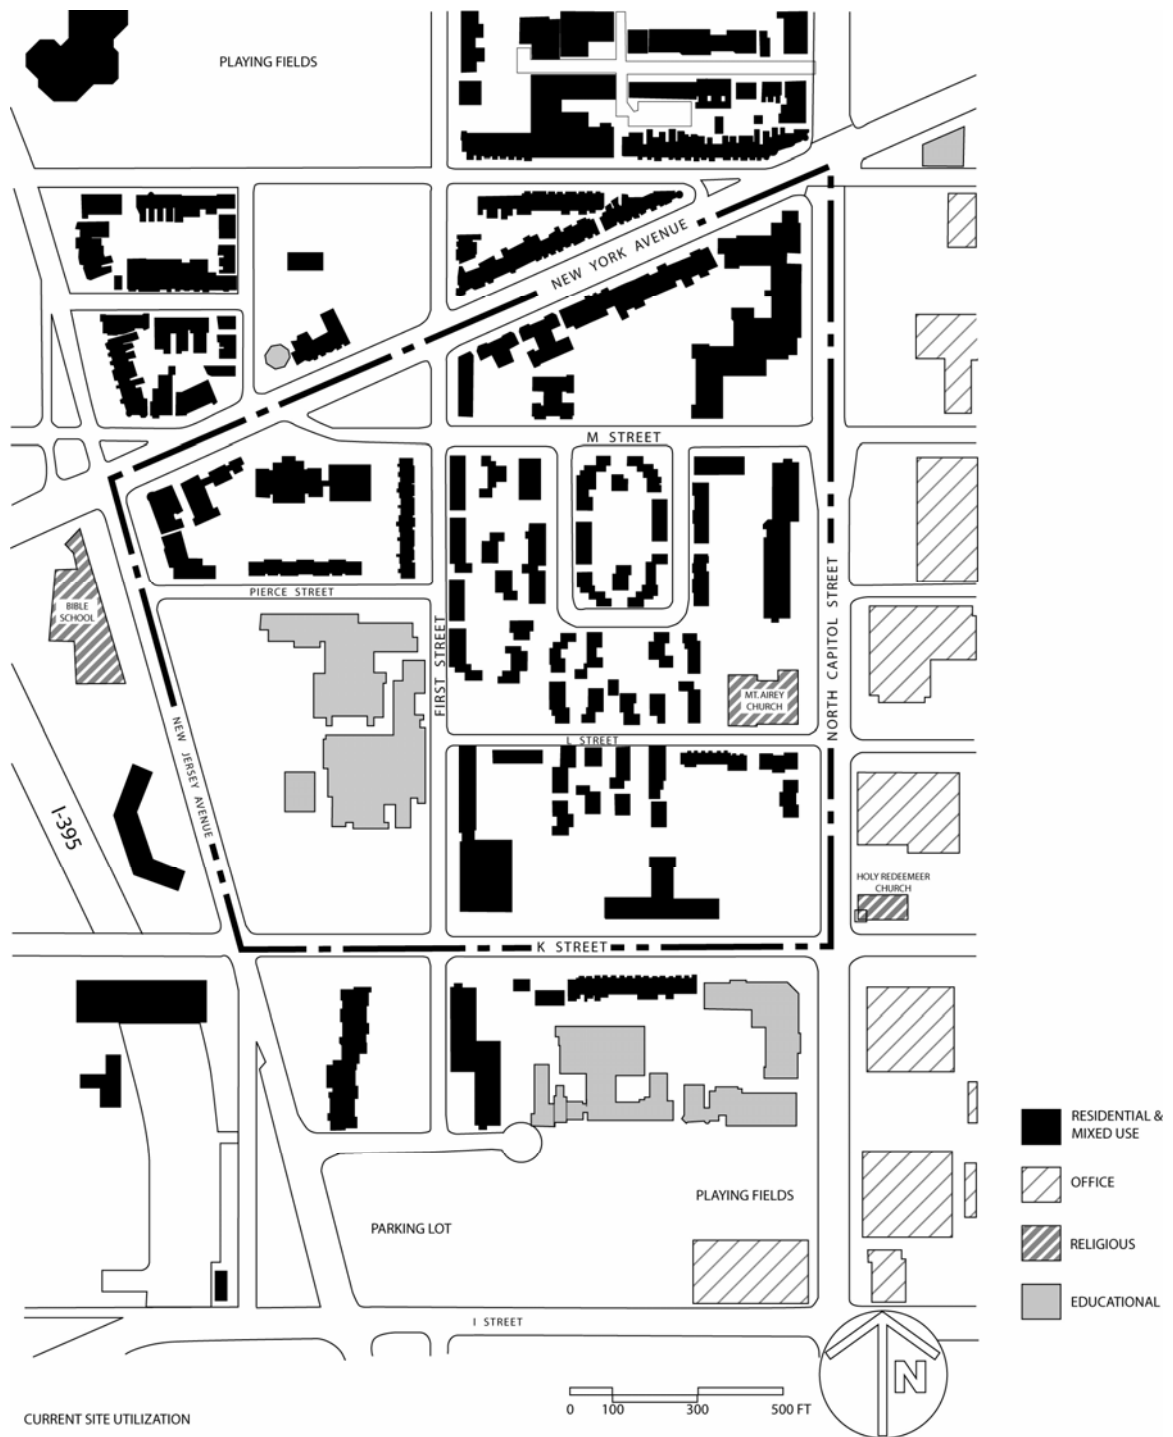 PLAYING FIELDS
NEW YORK AVENUE
M STREET
PIERCE STREET
BIBLE
SCHOOL
FIRST STREET
NORTH CAPITOL STREET
MT. AIREY
CHURCH
L STREET
NEW JERSEY AVENUE
I-395
HOLY REDEEMEER
CHURCH
K STREET
RESIDENTIAL &
MIXED USE
OFFICE
PLAYING FIELDS
PARKING LOT
RELIGIOUS
EDUCATIONAL
I STREET
N
0 100 300 500 FT
CURRENT SITE UTILIZATION